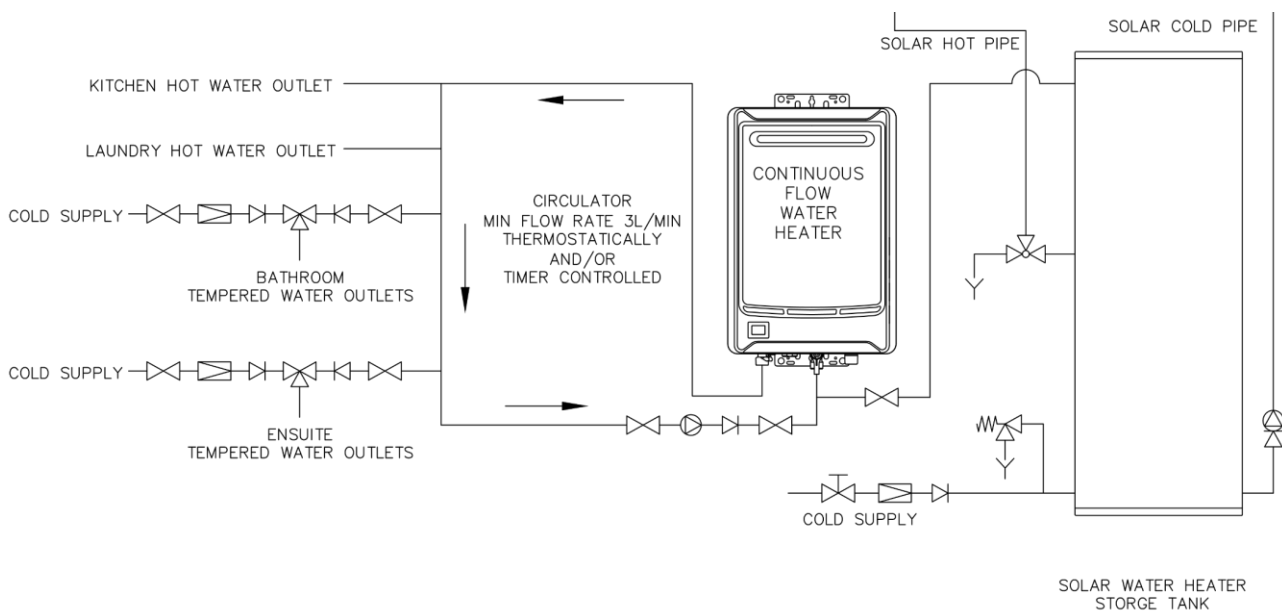 SOLAR COLD PIPE
SOLAR HOT PIPE
KITCHEN HOT WATER OUTLET
LAUNDRY HOT WATER OUTLET
CONTINUOUS
FLOW
WATER
HEATER
CIRCULATOR
MIN FLOW RATE 3L/MIN
THERMOSTATICALLY
AND/OR
TIMER CONTROLLED
COLD SUPPLY
BATHROOM
TEMPERED WATER OUTLETS
COLD SUPPLY
ENSUITE
TEMPERED WATER OUTLETS
COLD SUPPLY
SOLAR WATER HEATER
STORGE TANK